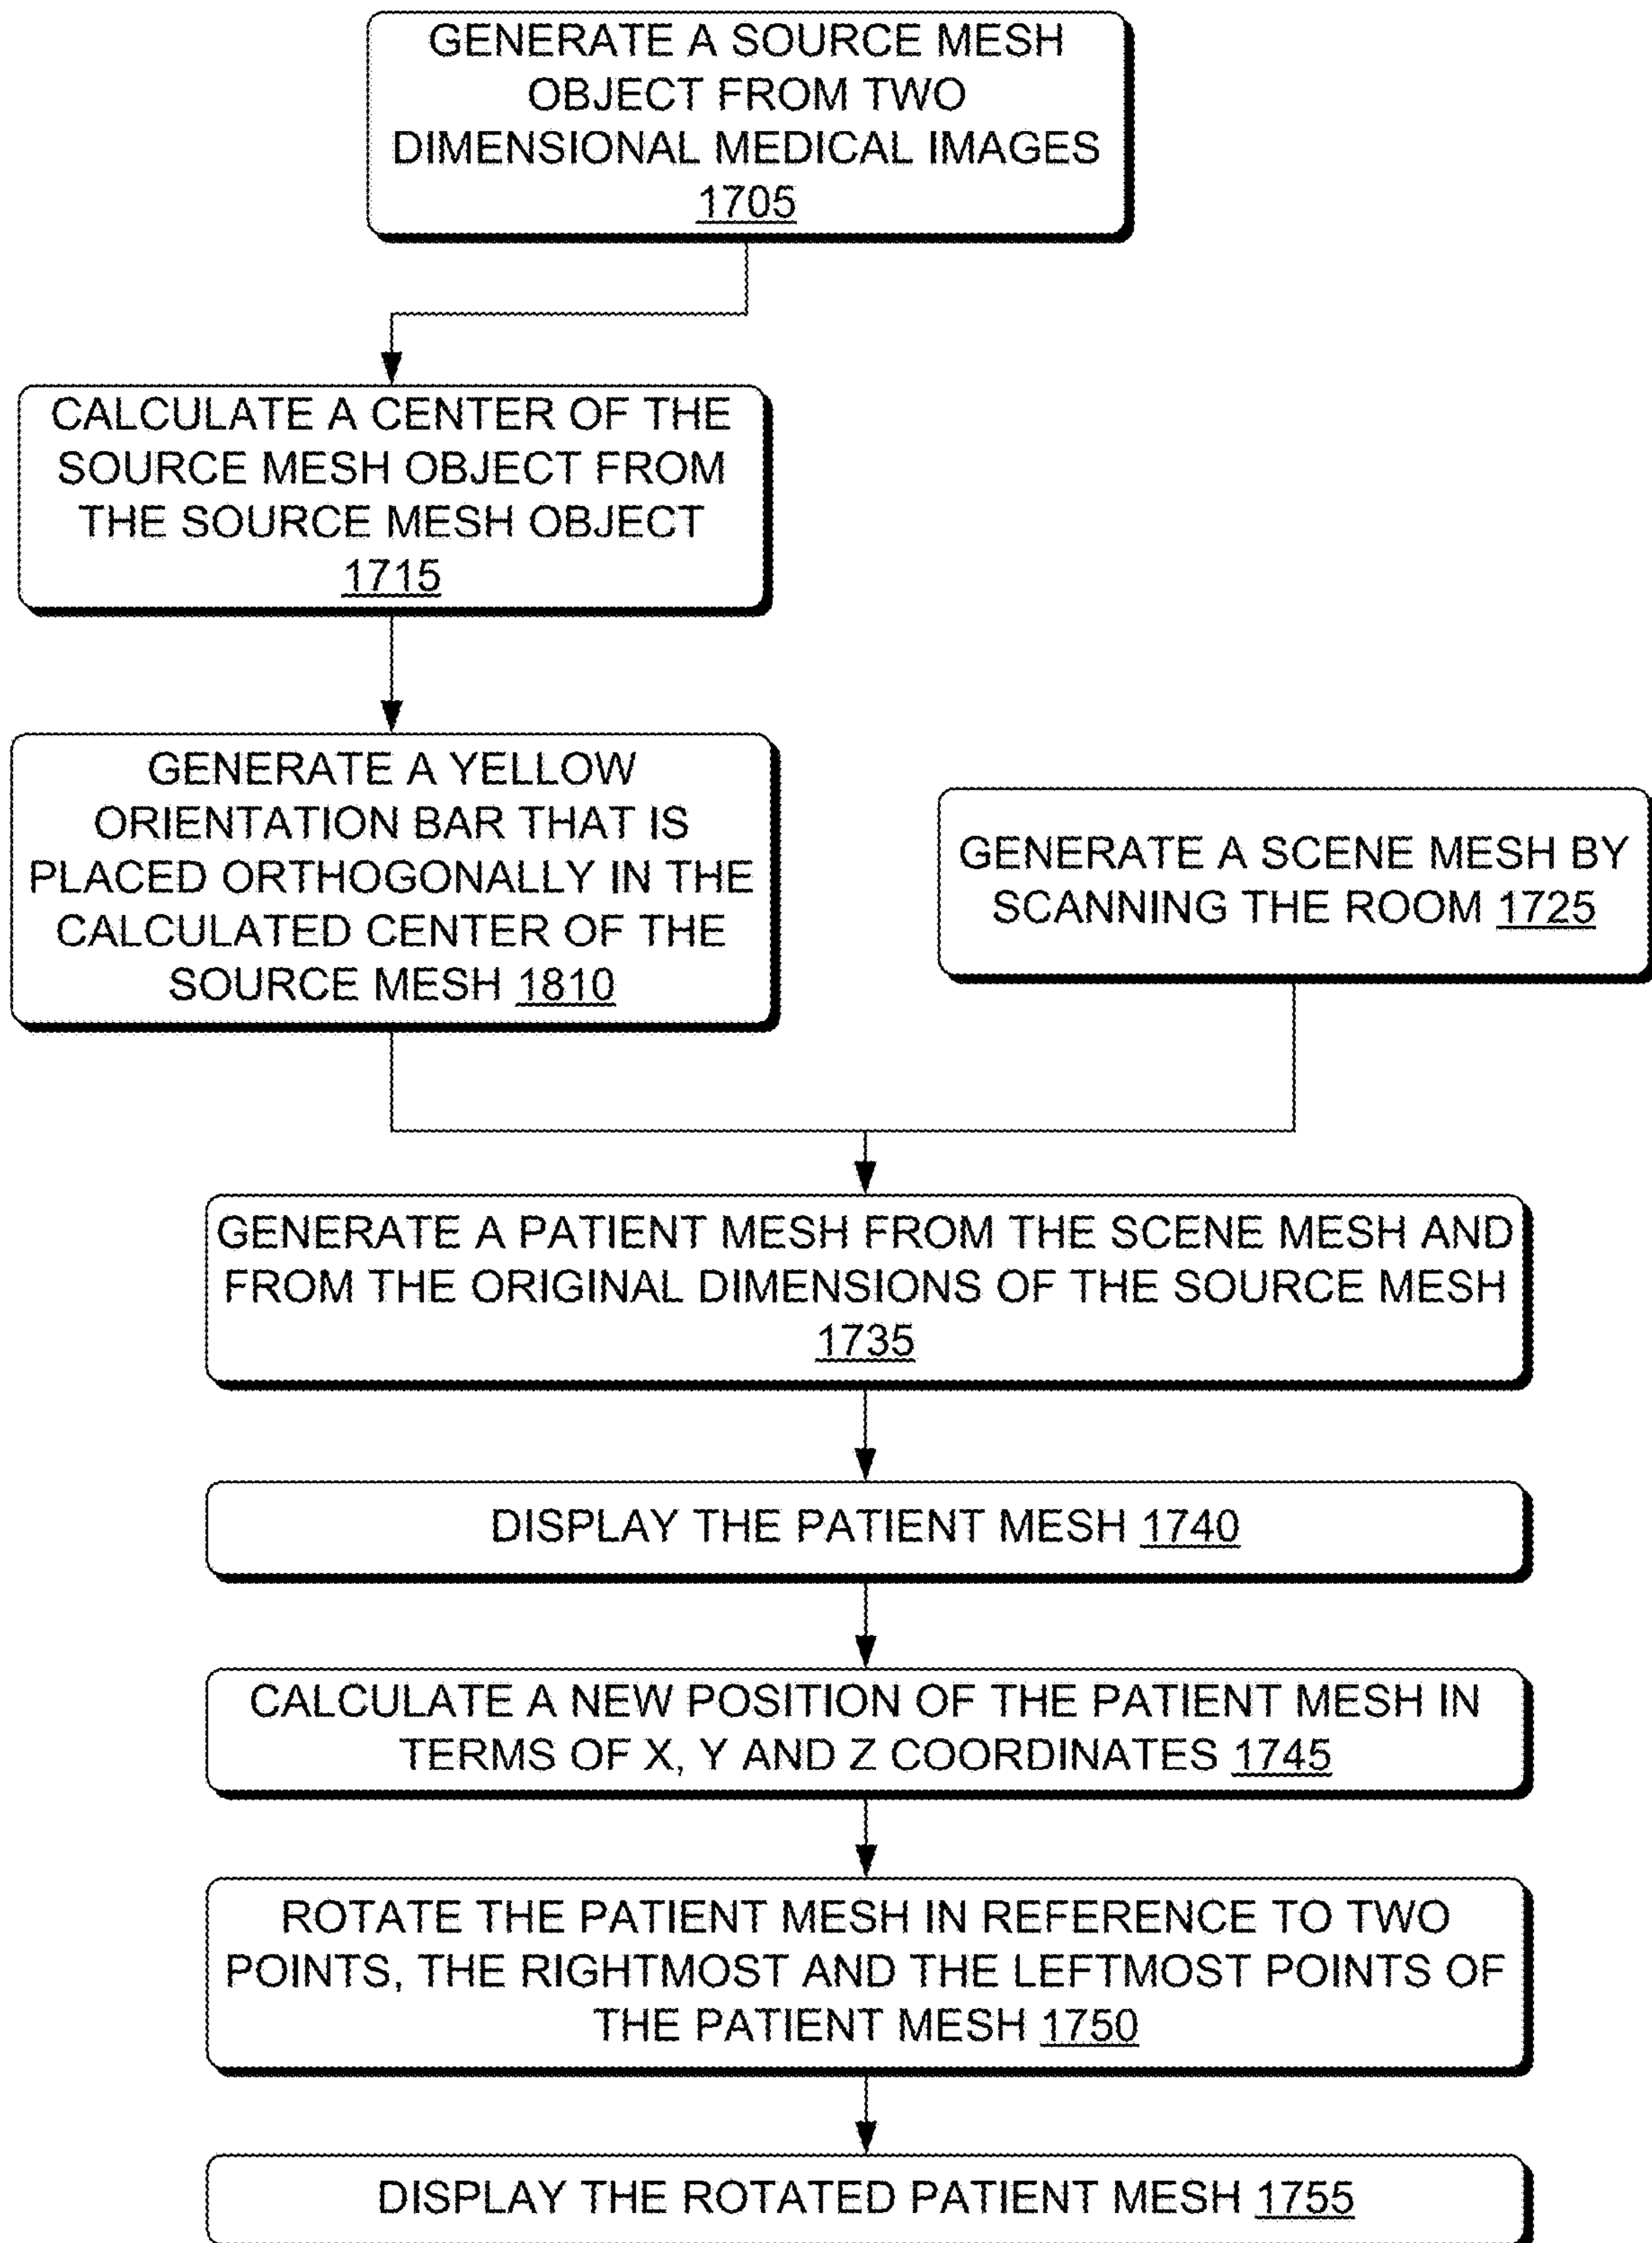 GENERATE A SOURCE MESH
OBJECT FROM TWO
DIMENSIONAL MEDICAL IMAGES
1705
CALCULATE A CENTER OF THE
SOURCE MESH OBJECT FROM
THE SOURCE MESH OBJECT
1715
GENERATE A YELLOW
ORIENTATION BAR THAT IS
PLACED ORTHOGONALLY IN THE
CALCULATED CENTER OF THE
SOURCE MESH 1810
GENERATE A SCENE MESH BY
SCANNING THE ROOM 1725
GENERATE A PATIENT MESH FROM THE SCENE MESH AND
FROM THE ORIGINAL DIMENSIONS OF THE SOURCE MESH
1735
DISPLAY THE PATIENT MESH 1740
CALCULATE A NEW POSITION OF THE PATIENT MESH IN
TERMS OF X, Y AND Z COORDINATES 1745
ROTATE THE PATIENT MESH IN REFERENCE TO TWO
POINTS, THE RIGHTMOST AND THE LEFTMOST POINTS OF
THE PATIENT MESH 1750
DISPLAY THE ROTATED PATIENT MESH 1755